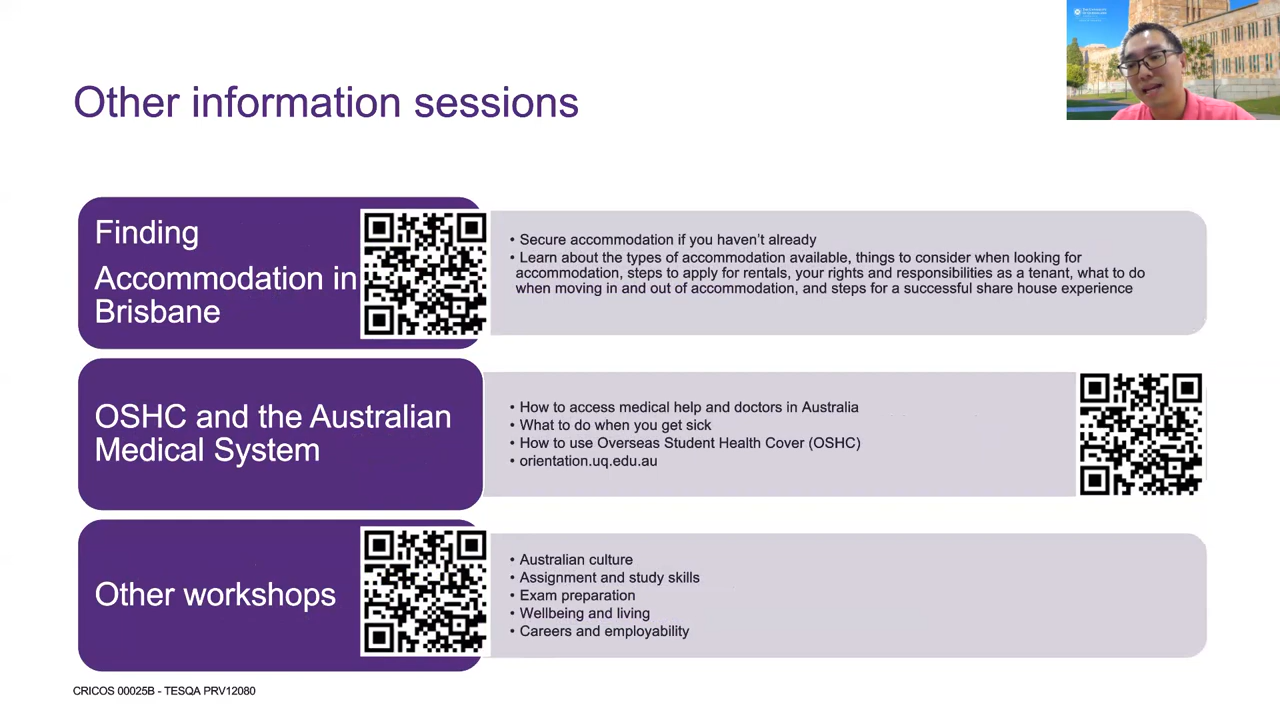 Other information sessions
Finding
Accommodation in
Brisbane
• Secure accommodation if you haven’t already
• Learn about the types of accommodation available, things to consider when looking for
accommodation, steps to apply for rentals, your rights and responsibilities as a tenant, what to do
when moving in and out of accommodation, and steps for a successful share house experience
OSHC and the Australian
Medical System
• How to access medical help and doctors in Australia
• What to do when you get sick
• How to use Overseas Student Health Cover (OSHC)
• orientation.uq.edu.au
Other workshops
• Australian culture
• Assignment and study skills
• Exam preparation
• Wellbeing and living
• Careers and employability
CRICOS 00025B - TESQA PRV12080